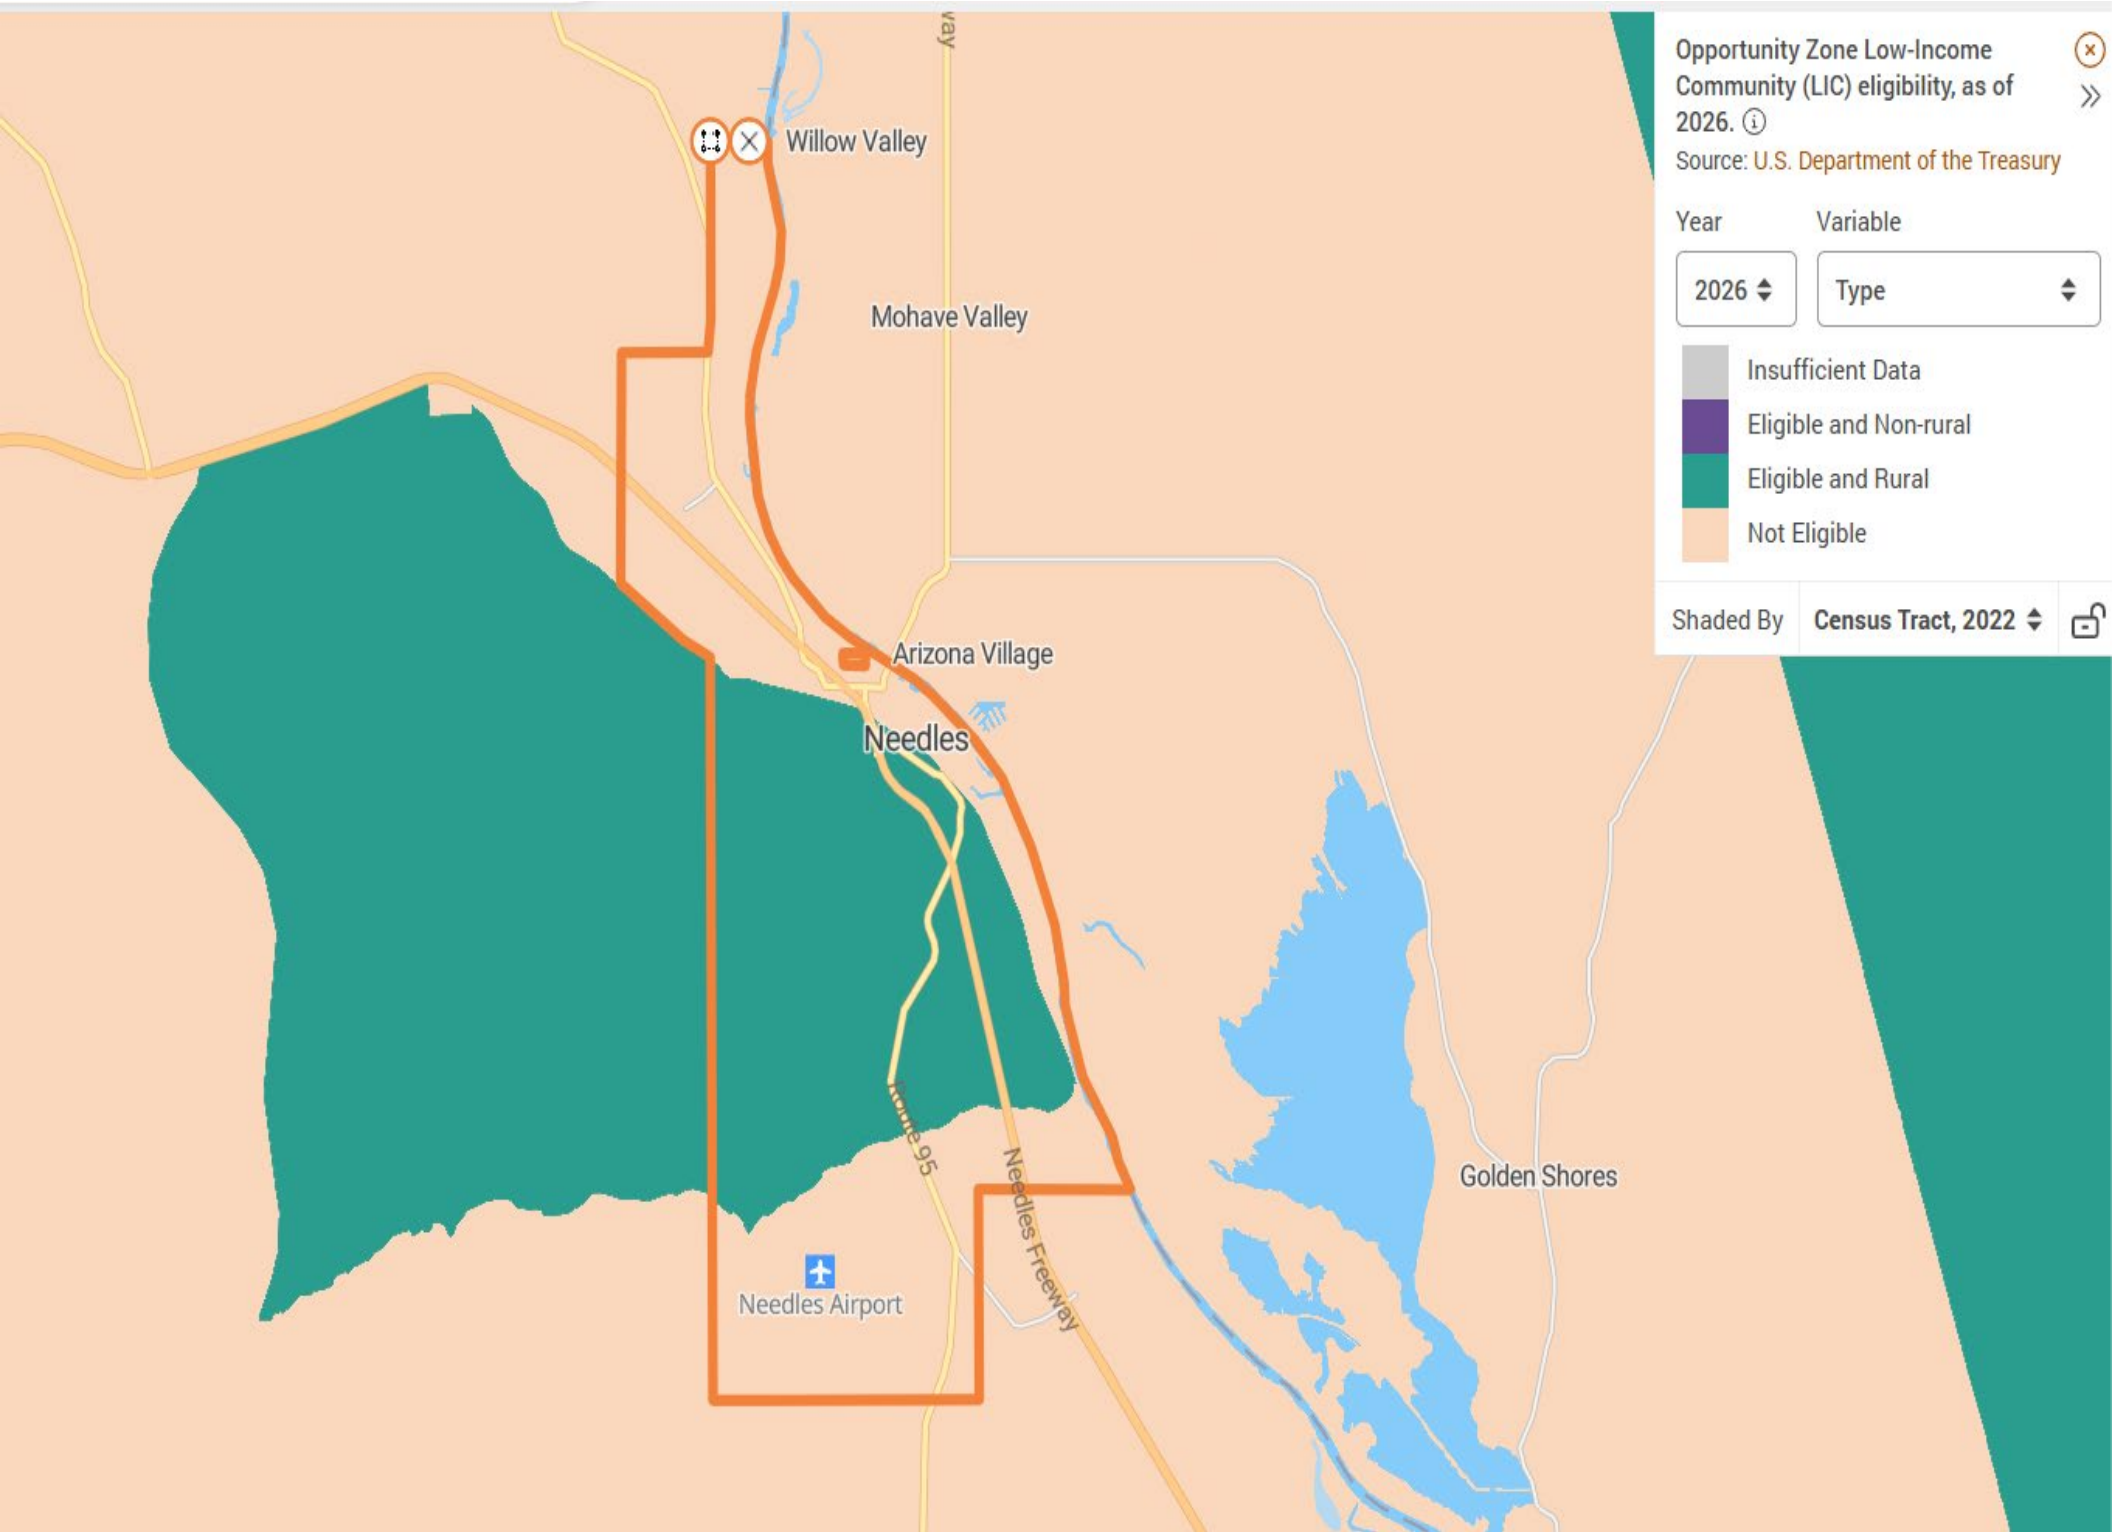 way
Willow Valley
Mohave Valley
Arizona Village
Needles
Route 95
Needles Freeway
Needles Airport
Golden Shores
Opportunity Zone Low-Income
Community (LIC) eligibility, as of
2026.
Source: U.S. Department of the Treasury
Year Variable
2026 Type
Insufficient Data
Eligible and Non-rural
Eligible and Rural
Not Eligible
Shaded By Census Tract, 2022